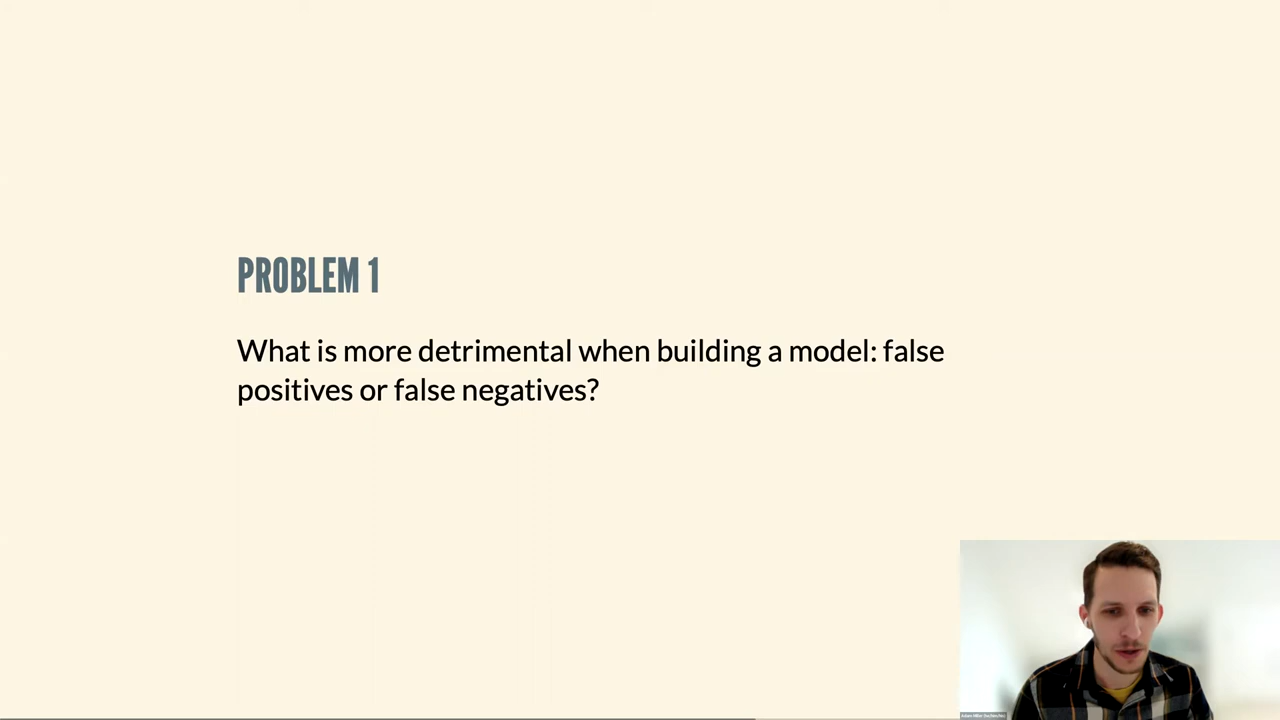 PROBLEM 1
What is more detrimental when building a model: false
positives or false negatives?